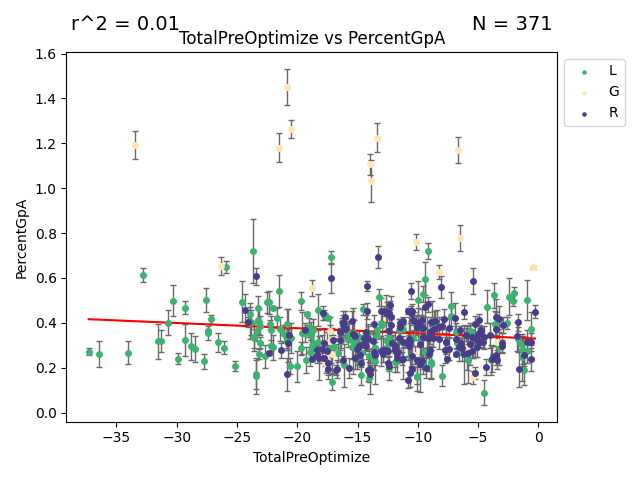 r^2 = 0.01
N = 371
TotalPreOptimize vs PercentGpA
1.6
1.4
1.2
1.0
0.8
0.6
0.4
0.2
0.0
PercentGpA
−35
−30
−25
−20
−15
−10
−5
0
TotalPreOptimize
L
G
R